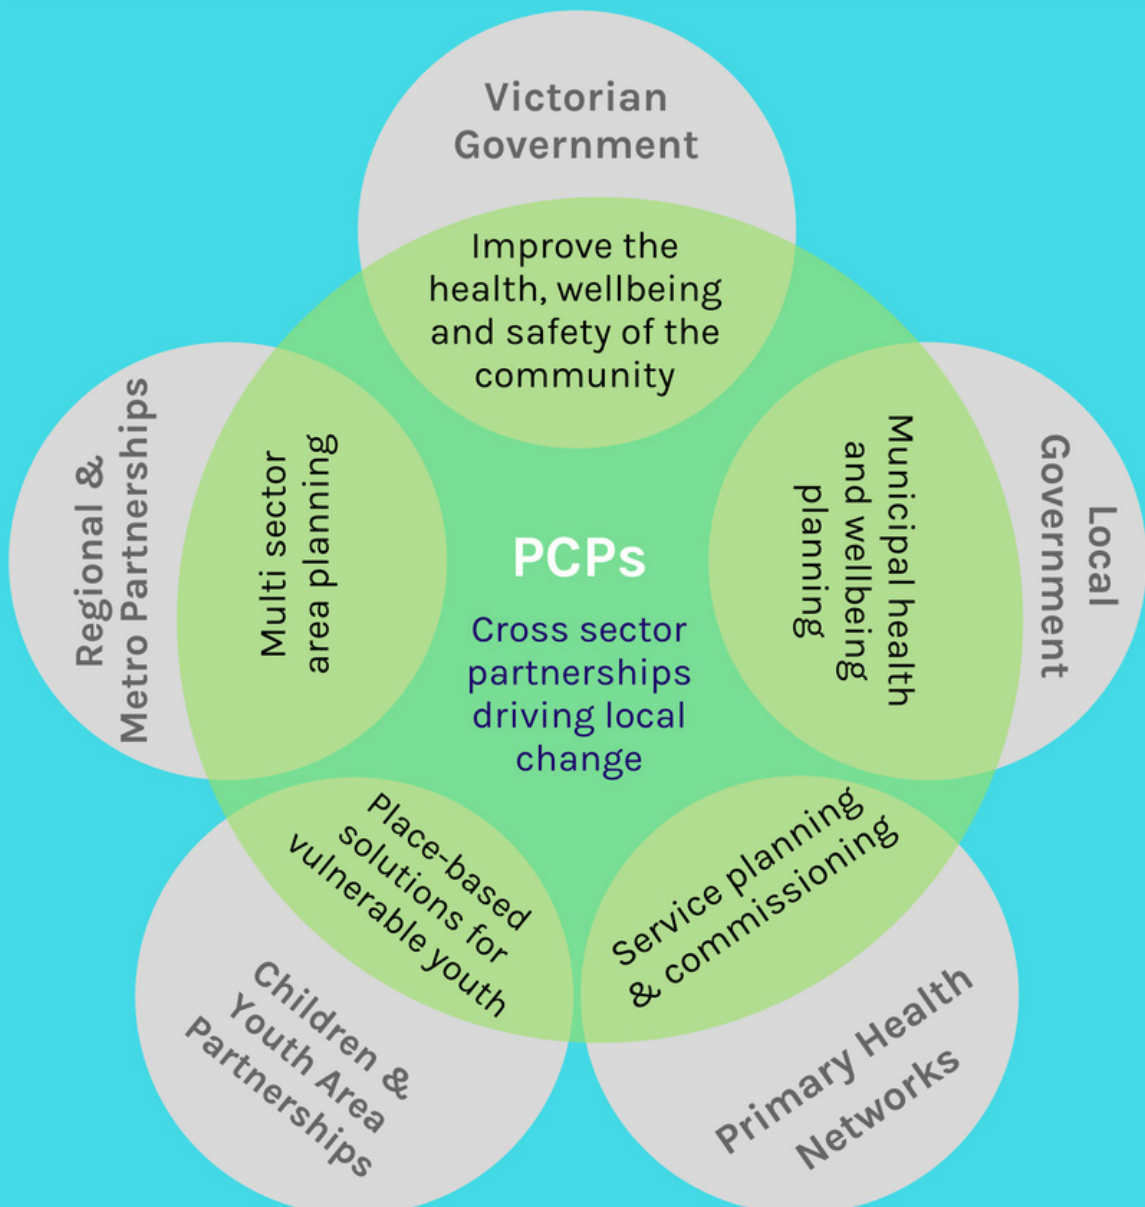 Victorian
Government
Improve the
health, wellbeing
and safety of the
community
Regional &
Metro Partnerships
Multi sector
area planning
PCPs
Cross sector
partnerships
driving local
change
Municipal health
and wellbeing
planning
Local
Government
Place-based
solutions for
vulnerable youth
Children &
Youth Area
Partnerships
Service planning
& commissioning
Primary Health
Networks